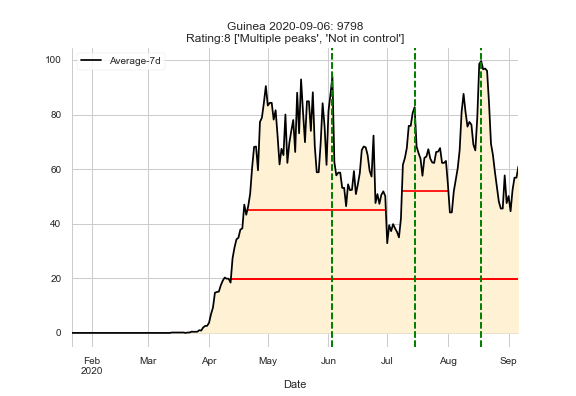 Guinea 2020-09-06: 9798
Rating:8 ['Multiple peaks', 'Not in control']
Average-7d
100
80
60
40
20
0
Feb Mar Apr May Jun Jul Aug Sep
2020
Date